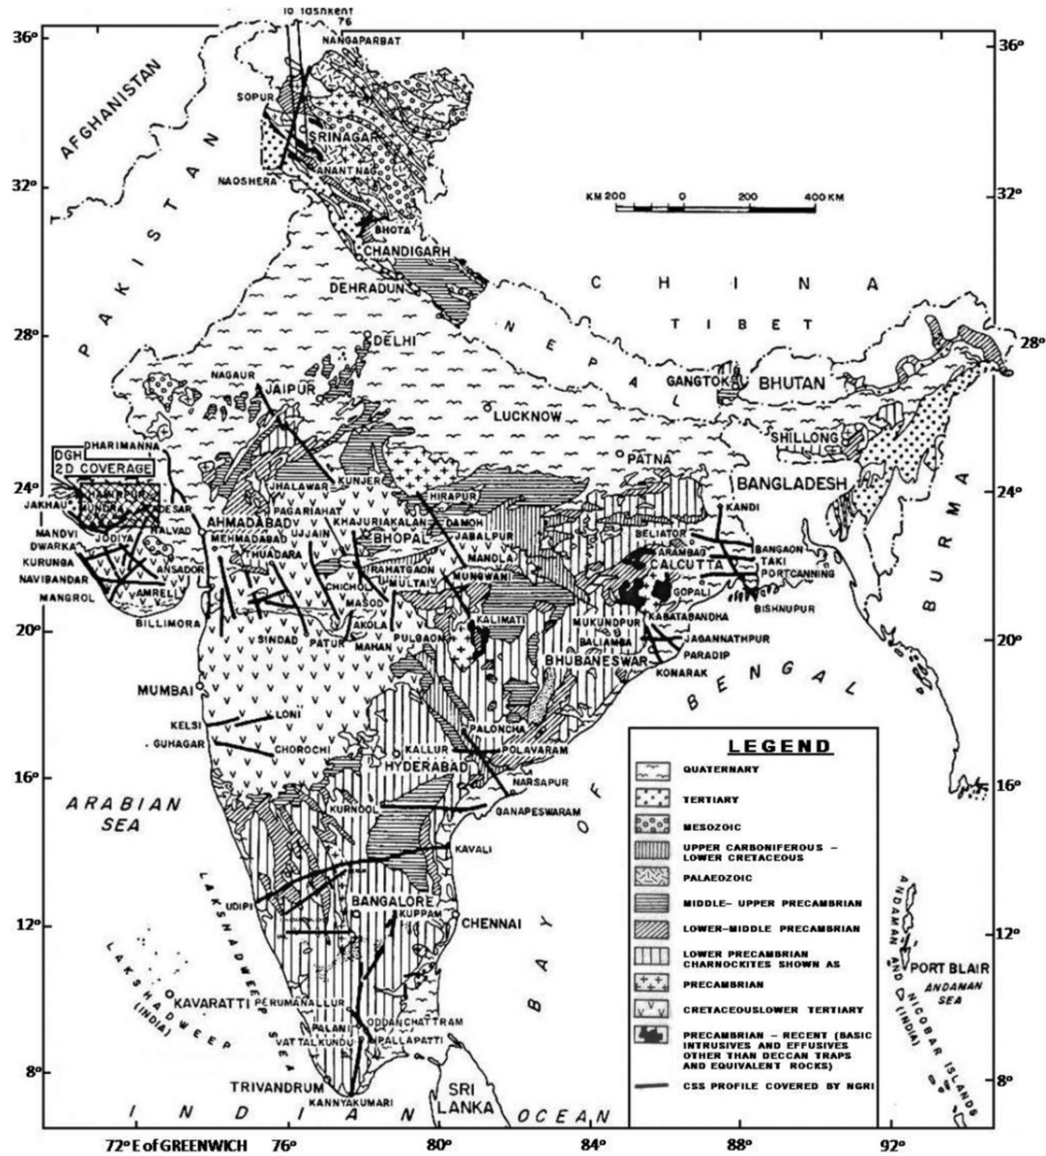 To Tashkent
76
36°
36°
NANGAPARBAT
AFGHANISTAN
SOPUR
SRINAGAR
ANANTNAG
NAOSHERA
PAKISTAN
32°
32°
KM 200 0 200 400 KM
BHOTA
CHANDIGARH
DEHRADUN
CHINA
TIBET
NEPAL
28°
28°
DELHI
NAGAUR
JAIPUR
GANGTOK
BHUTAN
LUCKNOW
SHILLONG
DHARIMANNA
DGH
2D COVERAGE
PATNA
BANGLADESH
BURMA
24°
24°
JHALAWAR
KUNJER
HIRAPUR
JAKHAU
MUNDRA
DESAR
PAGARIAHAT
KANDI
AHMADABAD
UJJAIN
KHAJURIAKALAN
DAMOH
MANDVI
JODIYA
HALVAD
MEHMADABAD
BHOPAL
JABALPUR
BELIATOR
DWARKA
THUADARA
MANDLA
ARAMBAG
BANGAON
KURUNGA
ANSADOR
RAHATGAON
MUNGWANI
CALCUTTA
TAKI
NAVIBANDAR
CHICHOLI
MULTAI
PORTCANNING
MANGROL
AMRELI
MASOD
GOPALI
BISHNUPUR
BILLIMORA
AKOLA
KALIMATI
MUKUNDPUR
KABATABANDHA
20°
20°
SINDAD
PATUR
MAHAN
PULGAON
BALIAMBA
JAGANNATHPUR
BHUBANESWAR
PARADIP
KONARAK
MUMBAI
BAY OF BENGAL
KELSI
LONI
PALONCHA
GUHAGAR
CHOROCHI
KALLUR
POLAVARAM
HYDERABAD
16°
16°
NARSAPUR
ARABIAN
SEA
KURNOOL
GANAPESWARAM
KAVALI
UDIPI
BANGALORE
KUPPAM
CHENNAI
12°
12°
LAKSHADWEEP SEA
LAKSHADWEEP
(INDIA)
KAVARATTI
PERUMANALLUR
PALANI
ODDANCHATTRAM
VATTALKUNDU
PALLAPATTI
8°
8°
TRIVANDRUM
KANNYAKUMARI
SRI
LANKA
INDIAN OCEAN
PORT BLAIR
ANDAMAN
SEA
ANDAMAN AND NICOBAR ISLANDS
(INDIA)
LEGEND
QUATERNARY
TERTIARY
MESOZOIC
UPPER CARBONIFEROUS –
LOWER CRETACEOUS
PALAEOZOIC
MIDDLE– UPPER PRECAMBRIAN
LOWER–MIDDLE PRECAMBRIAN
LOWER PRECAMBRIAN
CHARNOCKITES SHOWN AS
PRECAMBRIAN
CRETACEOUSLOWER TERTIARY
PRECAMBRIAN – RECENT (BASIC
INTRUSIVES AND EFFUSIVES
OTHER THAN DECCAN TRAPS
AND EQUIVALENT ROCKS)
CSS PROFILE COVERED BY NGRI
72° E of GREENWICH
76°
80°
84°
88°
92°